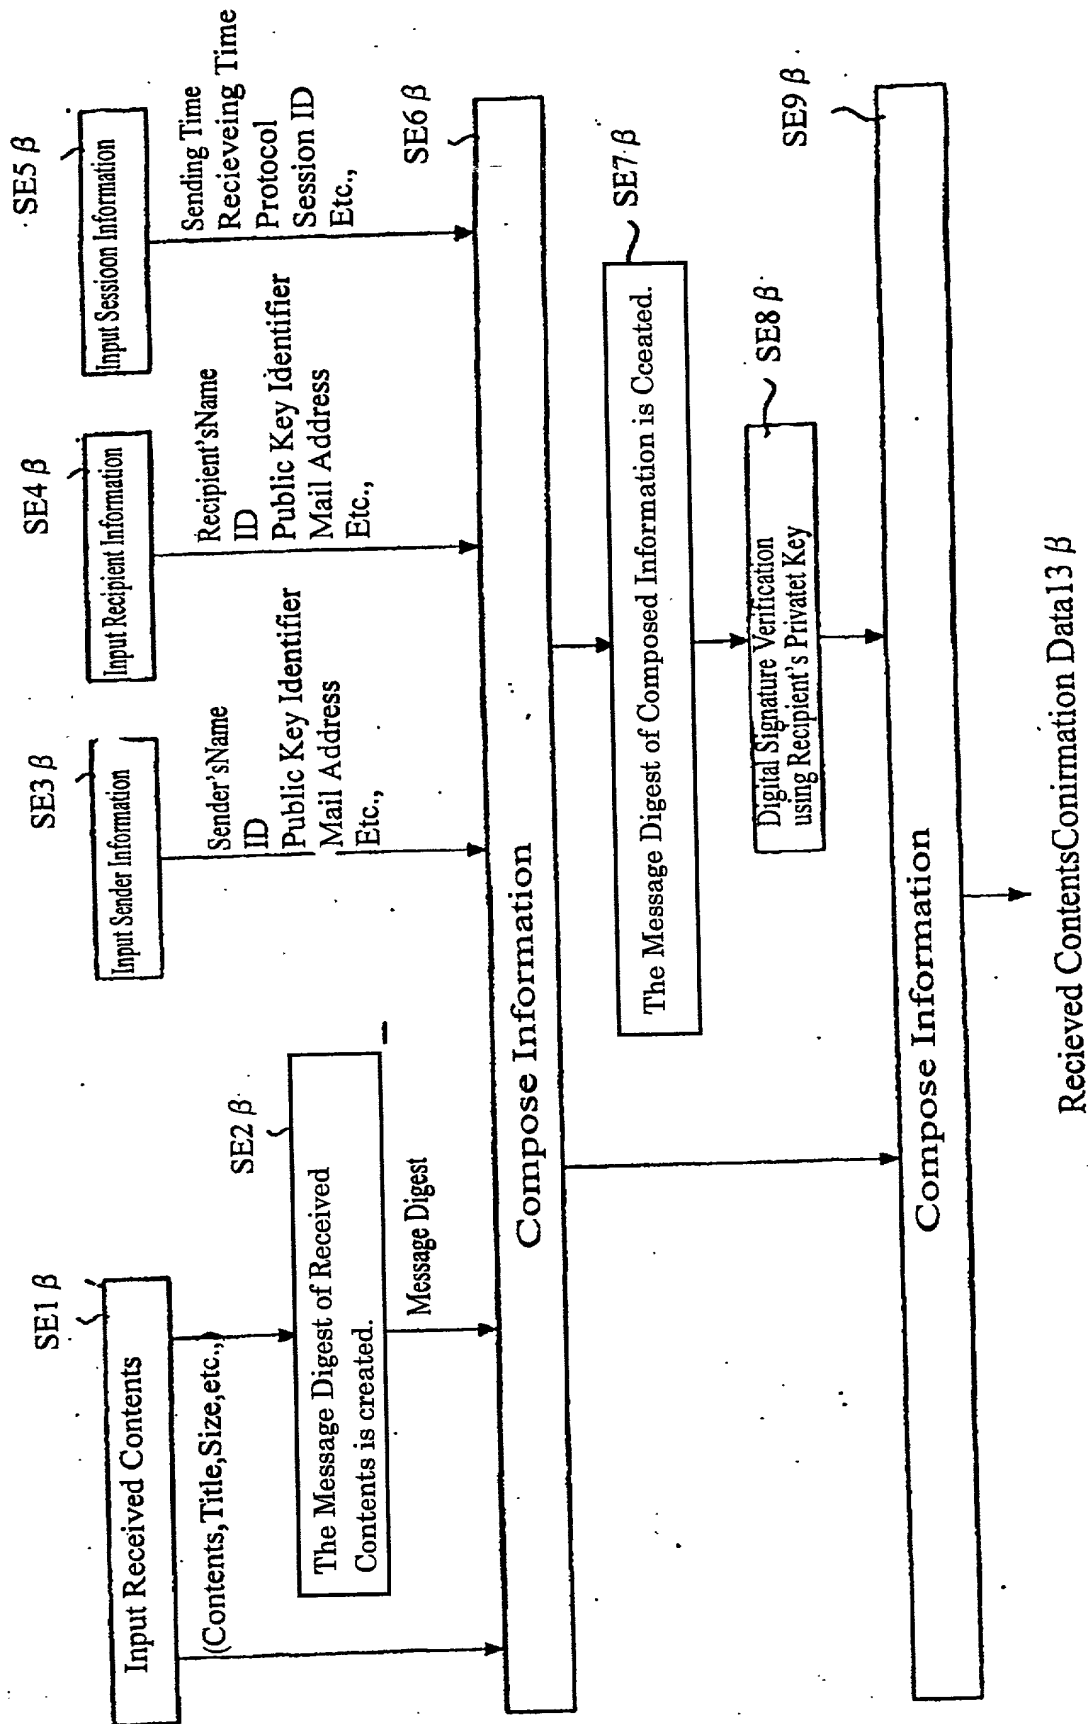 SE1 β
Input Received Contents
(Contents,Title,Size,etc.,)
SE2 β
The Message Digest of Received
Contents is created.
Message Digest
SE3 β
Input Sender Information
Sender'sName
ID
Public Key Identifier
Mail Address
Etc.,
SE4 β
Input Recipient Information
Recipient'sName
ID
Public Key Identifier
Mail Address
Etc.,
SE5 β
Input Sessioon Information
Sending Time
Recieveing Time
Protocol
Session ID
Etc.,
SE6 β
Compose Information
SE7 β
The Message Digest of Composed Information is Cceated.
SE8 β
Digital Signature Verification
using Recipient's Privatet Key
SE9 β
Compose Information
Recieved ContentsConirmation Data13 β